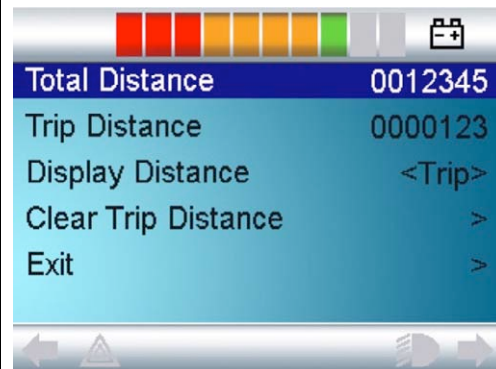 Total Distance 0012345
Trip Distance 0000123
Display Distance <Trip>
Clear Trip Distance >
Exit >